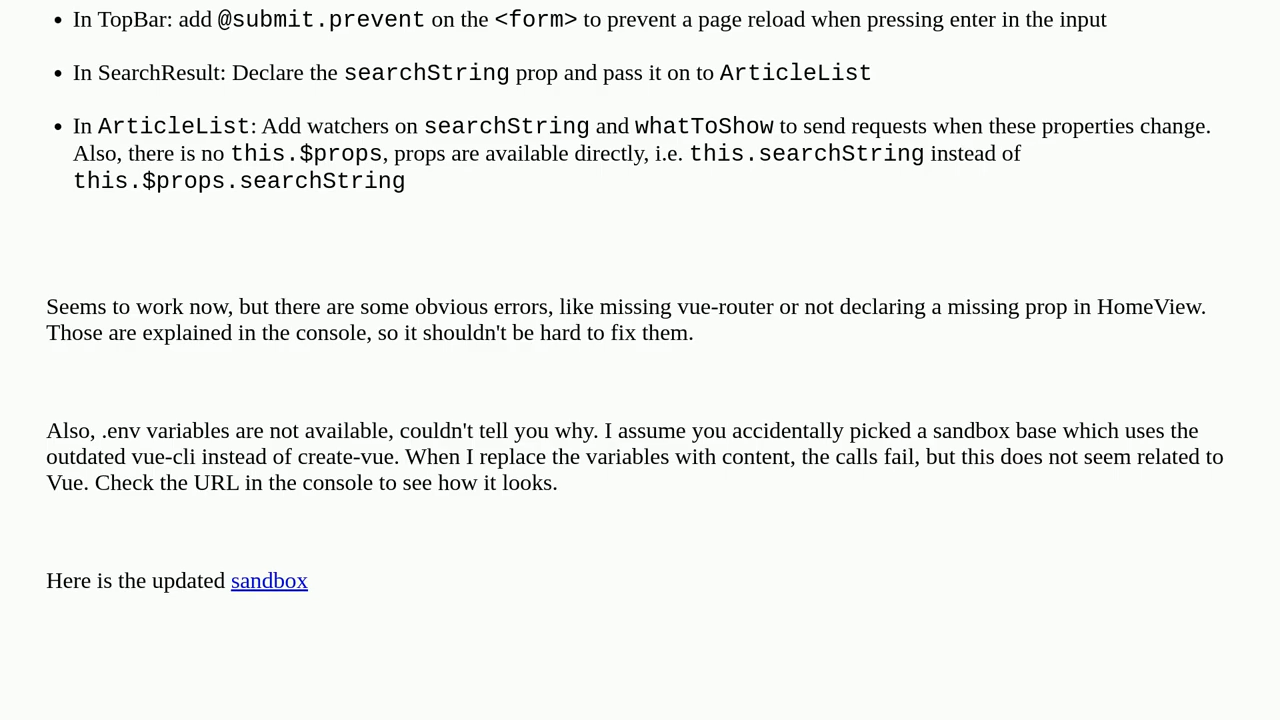 • In TopBar: add @submit.prevent on the <form> to prevent a page reload when pressing enter in the input
• In SearchResult: Declare the searchString prop and pass it on to ArticleList
• In ArticleList: Add watchers on searchString and whatToShow to send requests when these properties change.
Also, there is no this.$props, props are available directly, i.e. this.searchString instead of
this.$props.searchString
Seems to work now, but there are some obvious errors, like missing vue-router or not declaring a missing prop in HomeView.
Those are explained in the console, so it shouldn't be hard to fix them.
Also, .env variables are not available, couldn't tell you why. I assume you accidentally picked a sandbox base which uses the
outdated vue-cli instead of create-vue. When I replace the variables with content, the calls fail, but this does not seem related to
Vue. Check the URL in the console to see how it looks.
Here is the updated sandbox